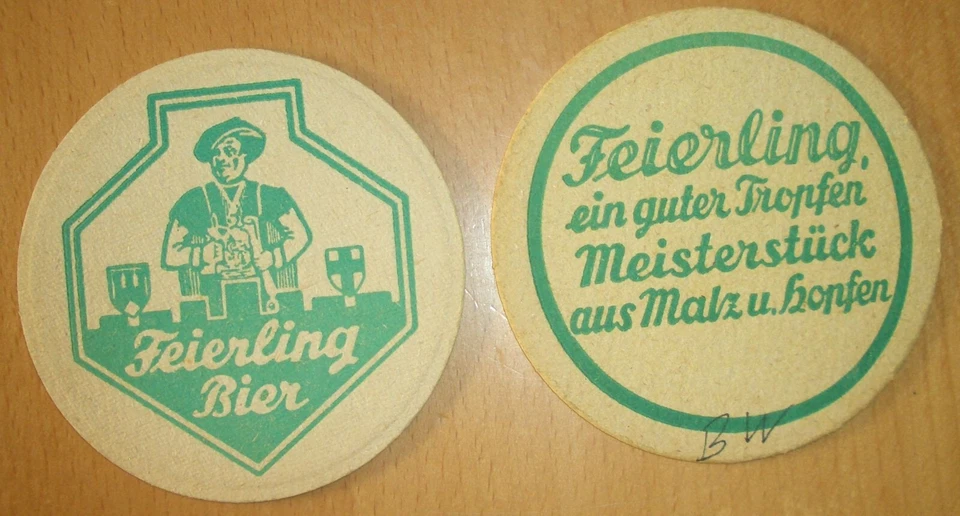 Feierling
Bier
Feierling,
ein guter Tropfen
Meisterstück
aus Malz u. Hopfen
BW